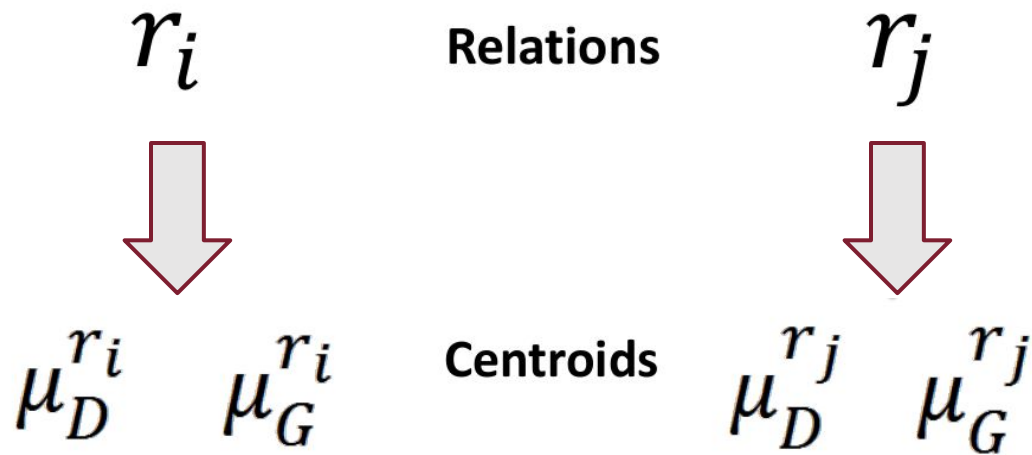 r_i Relations r_j
μ_D^{r_i} μ_G^{r_i} Centroids μ_D^{r_j} μ_G^{r_j}